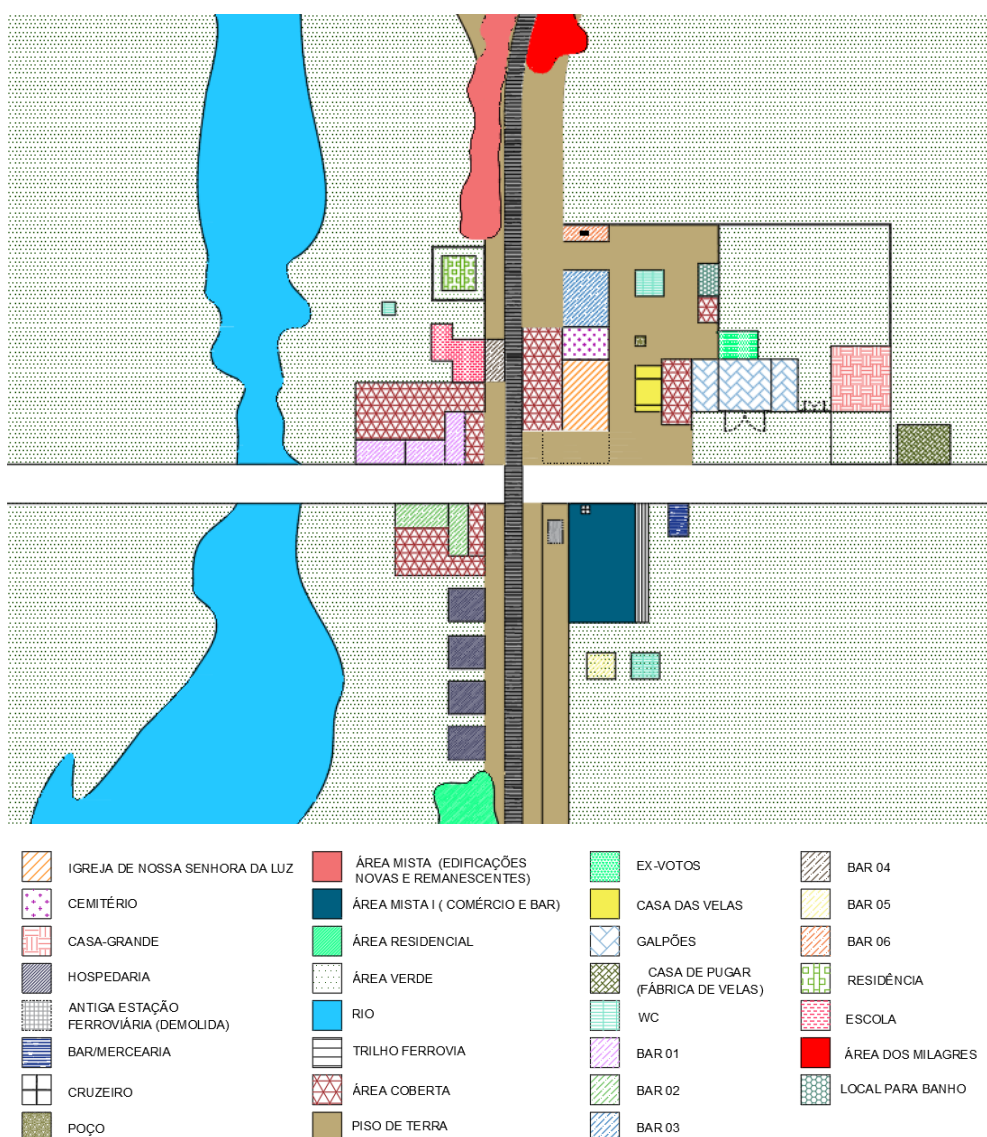 IGREJA DE NOSSA SENHORA DA LUZ
CEMITÉRIO
CASA-GRANDE
HOSPEDARIA
ANTIGA ESTAÇÃO
FERROVIÁRIA (DEMOLIDA)
BAR/MERCEARIA
CRUZEIRO
POÇO
ÁREA MISTA (EDIFICAÇÕES
NOVAS E REMANESCENTES)
ÁREA MISTA I ( COMÉRCIO E BAR)
ÁREA RESIDENCIAL
ÁREA VERDE
RIO
TRILHO FERROVIA
ÁREA COBERTA
PISO DE TERRA
EX-VOTOS
CASA DAS VELAS
GALPÕES
CASA DE PUGAR
(FÁBRICA DE VELAS)
WC
BAR 01
BAR 02
BAR 03
BAR 04
BAR 05
BAR 06
RESIDÊNCIA
ESCOLA
ÁREA DOS MILAGRES
LOCAL PARA BANHO